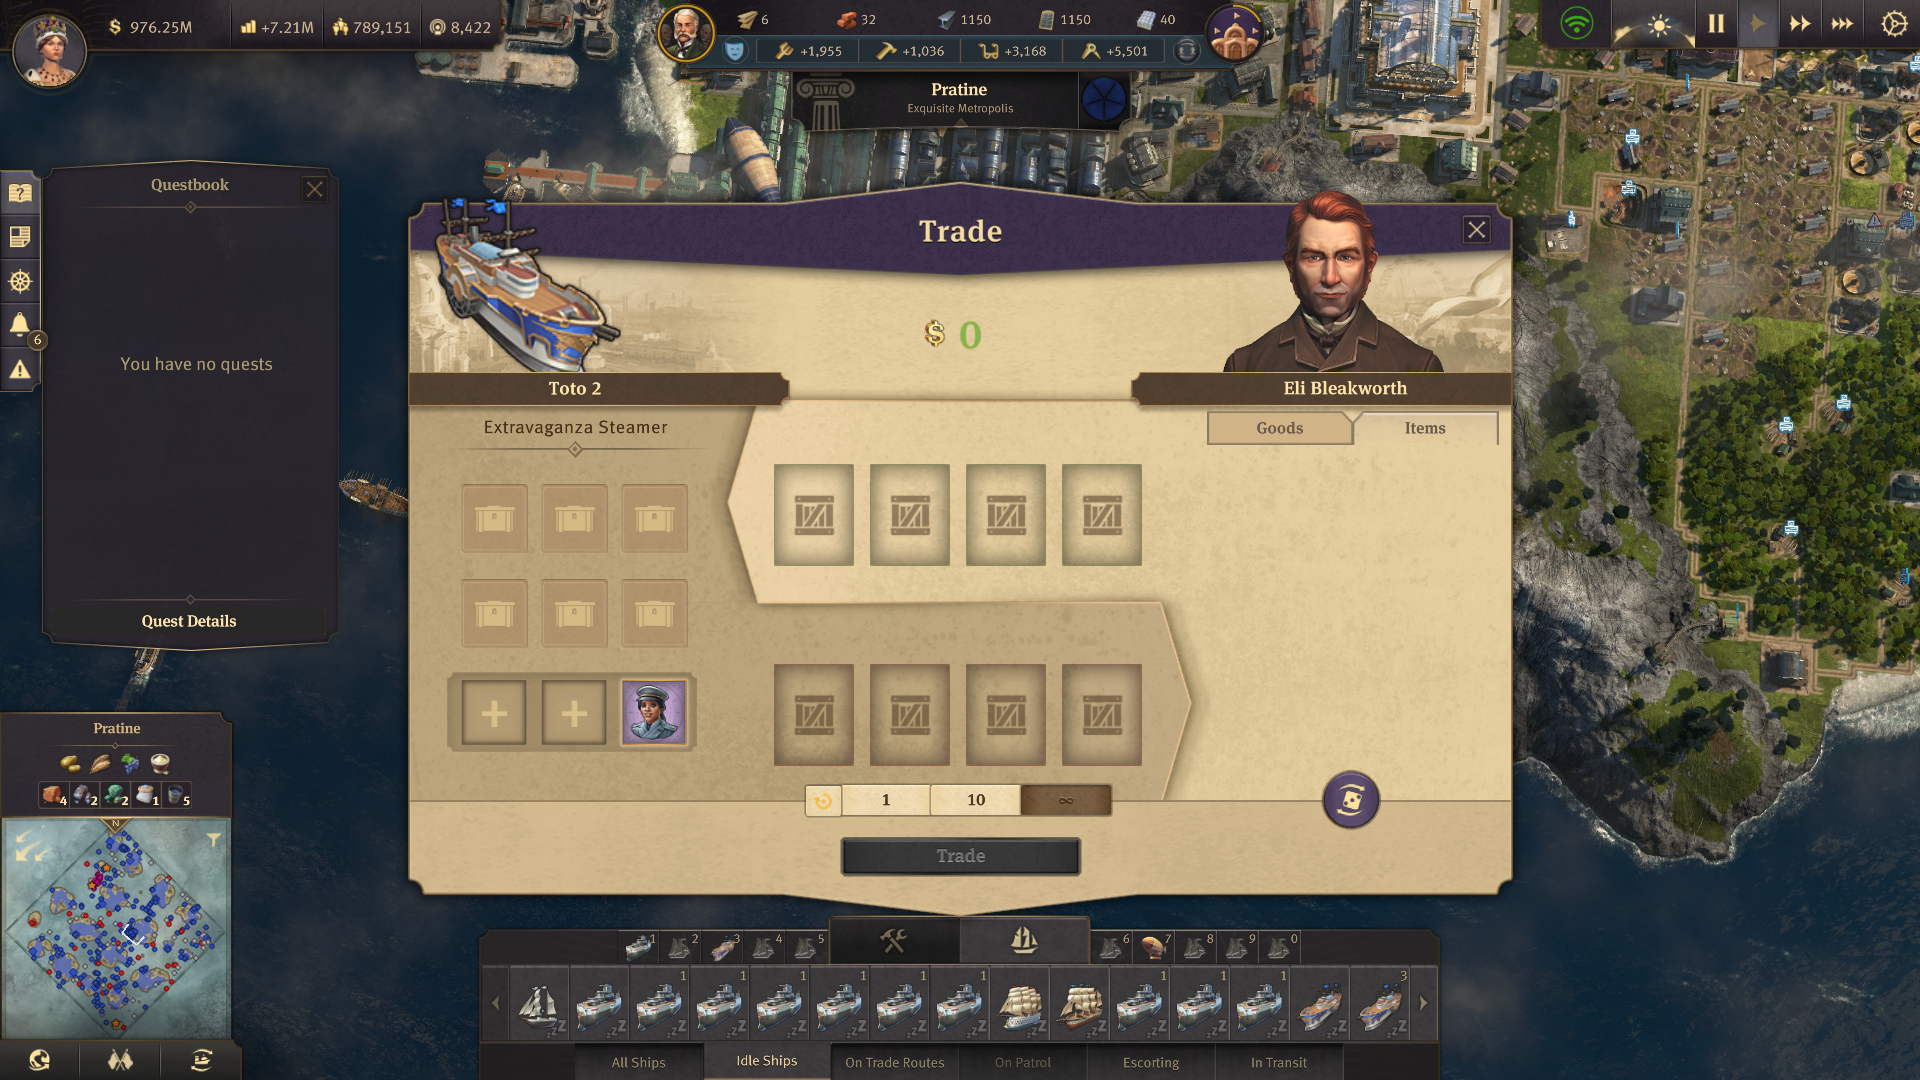 976.25M
+7.21M
789,151
8,422
6
32
1150
1150
40
+1,955
+1,036
+3,168
+5,501
Pratine
Exquisite Metropolis
Questbook
You have no quests
Quest Details
6
Trade
0
Toto 2
Eli Bleakworth
Extravaganza Steamer
Goods
Items
1
10
∞
Trade
Pratine
4
2
2
1
5
N
1
2
3
4
5
6
7
8
9
0
1
1
1
1
1
1
1
1
1
3
All Ships
Idle Ships
On Trade Routes
On Patrol
Escorting
In Transit